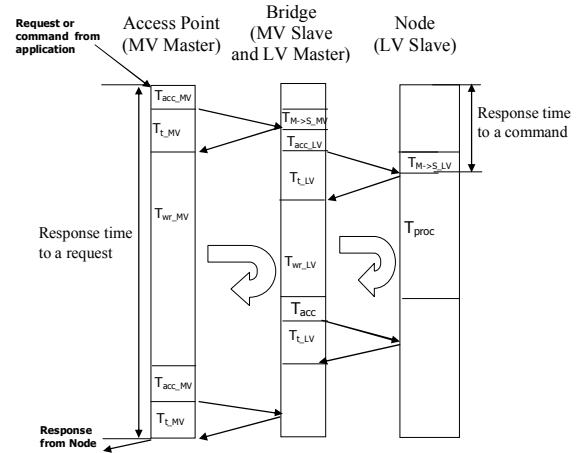 Request or
command from
application
Access Point
(MV Master)
Bridge
(MV Slave
and LV Master)
Node
(LV Slave)
Tacc_MV
Tt_MV
Twr_MV
Tacc_MV
Tt_MV
TM->S_MV
Tacc_LV
Tt_LV
Twr_LV
Tacc
Tt_LV
TM->S_LV
Tproc
Response time
to a command
Response time
to a request
Response
from Node